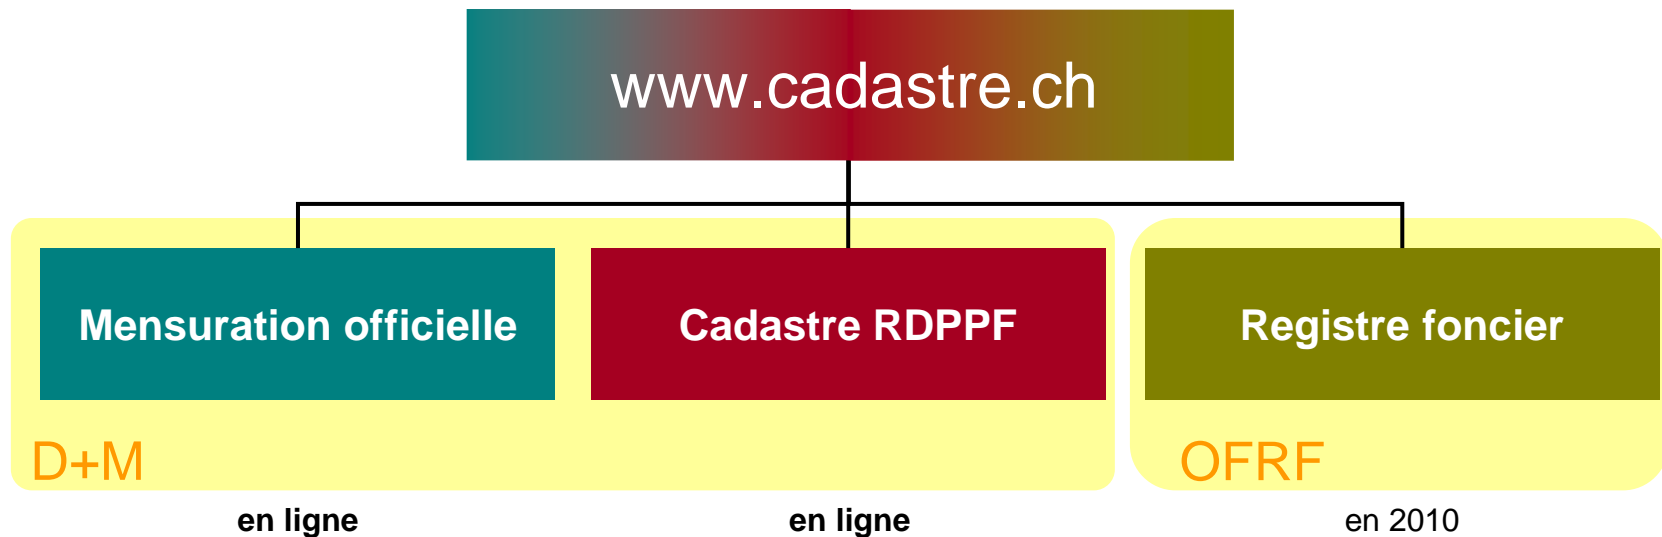 www.cadastre.ch
Mensuration officielle
Cadastre RDPPF
Registre foncier
D+M
OFRF
en ligne
en ligne
en 2010